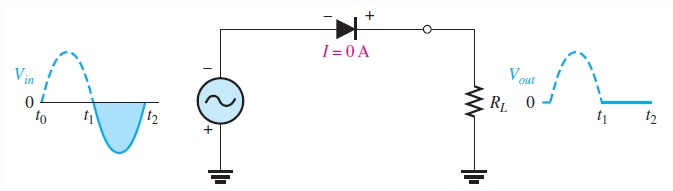 − +
I = 0 A
V_in
−
V_out
0
R_L
0
t_0
t_1
t_2
t_1
t_2
+